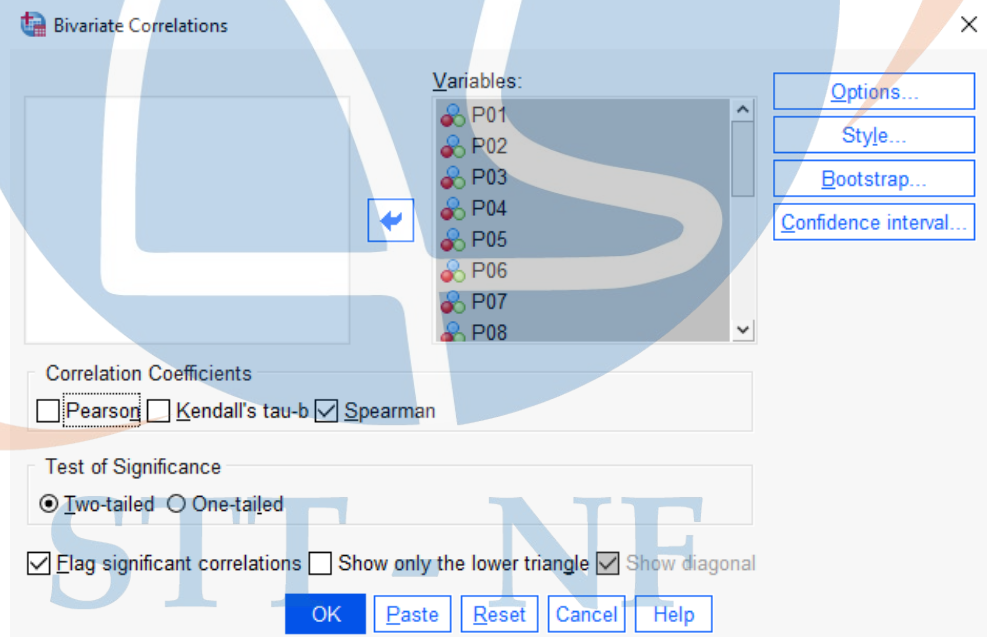 Bivariate Correlations
Variables:
P01
P02
P03
P04
P05
P06
P07
P08
Options...
Style...
Bootstrap...
Confidence interval...
Correlation Coefficients
Pearson Kendall's tau-b Spearman
Test of Significance
Two-tailed One-tailed
Flag significant correlations Show only the lower triangle Show diagonal
OK Paste Reset Cancel Help
STT - NF